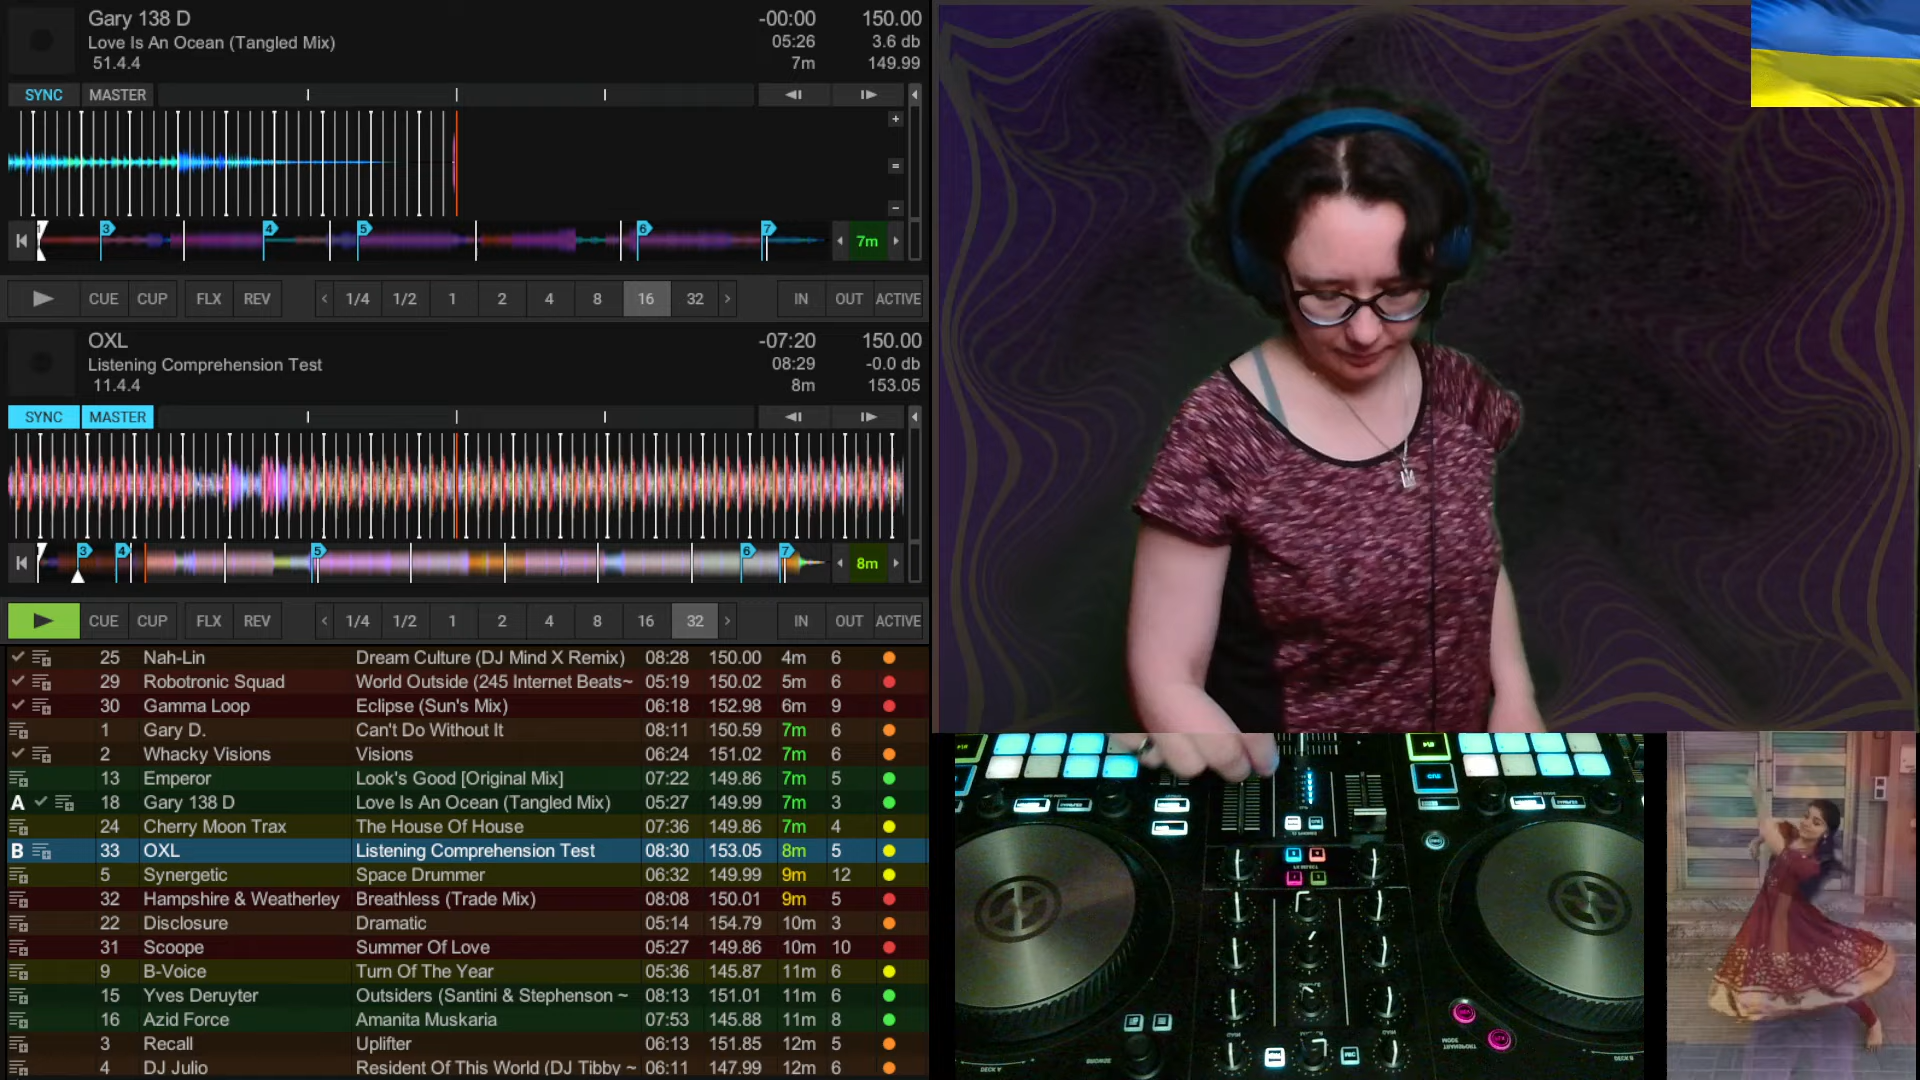 Gary 138 D -00:00 150.00
Love Is An Ocean (Tangled Mix) 05:26 3.6 db
51.4.4 7m 149.99
SYNC MASTER
3 4 5 6 7 7m
CUE CUP FLX REV 1/4 1/2 1 2 4 8 16 32 IN OUT ACTIVE
OXL -07:20 150.00
Listening Comprehension Test 08:29 -0.0 db
11.4.4 8m 153.05
SYNC MASTER
3 4 5 6 7 8m
CUE CUP FLX REV 1/4 1/2 1 2 4 8 16 32 IN OUT ACTIVE
25 Nah-Lin Dream Culture (DJ Mind X Remix) 08:28 150.00 4m 6
29 Robotronic Squad World Outside (245 Internet Beats~ 05:19 150.02 5m 6
30 Gamma Loop Eclipse (Sun's Mix) 06:18 152.98 6m 9
1 Gary D. Can't Do Without It 08:11 150.59 7m 6
2 Whacky Visions Visions 06:24 151.02 7m 6
13 Emperor Look's Good [Original Mix] 07:22 149.86 7m 5
A 18 Gary 138 D Love Is An Ocean (Tangled Mix) 05:27 149.99 7m 3
24 Cherry Moon Trax The House Of House 07:36 149.86 7m 4
B 33 OXL Listening Comprehension Test 08:30 153.05 8m 5
5 Synergetic Space Drummer 06:32 149.99 9m 12
32 Hampshire & Weatherley Breathless (Trade Mix) 08:08 150.01 9m 5
22 Disclosure Dramatic 05:14 154.79 10m 3
31 Scoope Summer Of Love 05:27 149.86 10m 10
9 B-Voice Turn Of The Year 05:36 145.87 11m 6
15 Yves Deruyter Outsiders (Santini & Stephenson ~ 08:13 151.01 11m 6
16 Azid Force Amanita Muskaria 07:53 145.88 11m 8
3 Recall Uplifter 06:13 151.85 12m 5
4 DJ Julio Resident Of This World (DJ Tibby ~ 06:11 147.99 12m 6